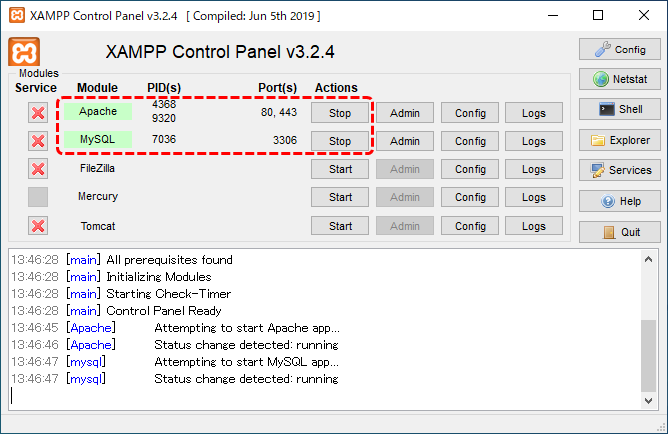 XAMPP Control Panel v3.2.4 [ Compiled: Jun 5th 2019 ]
XAMPP Control Panel v3.2.4
Config
Modules
Service Module PID(s) Port(s) Actions
Netstat
Apache 4368 9320 80, 443 Stop Admin Config Logs
Shell
MySQL 7036 3306 Stop Admin Config Logs
Explorer
FileZilla Start Admin Config Logs
Services
Mercury Start Admin Config Logs
Help
Tomcat Start Admin Config Logs
Quit
13:46:28 [main] All prerequisites found
13:46:28 [main] Initializing Modules
13:46:28 [main] Starting Check-Timer
13:46:28 [main] Control Panel Ready
13:46:45 [Apache] Attempting to start Apache app...
13:46:46 [Apache] Status change detected: running
13:46:47 [mysql] Attempting to start MySQL app...
13:46:47 [mysql] Status change detected: running